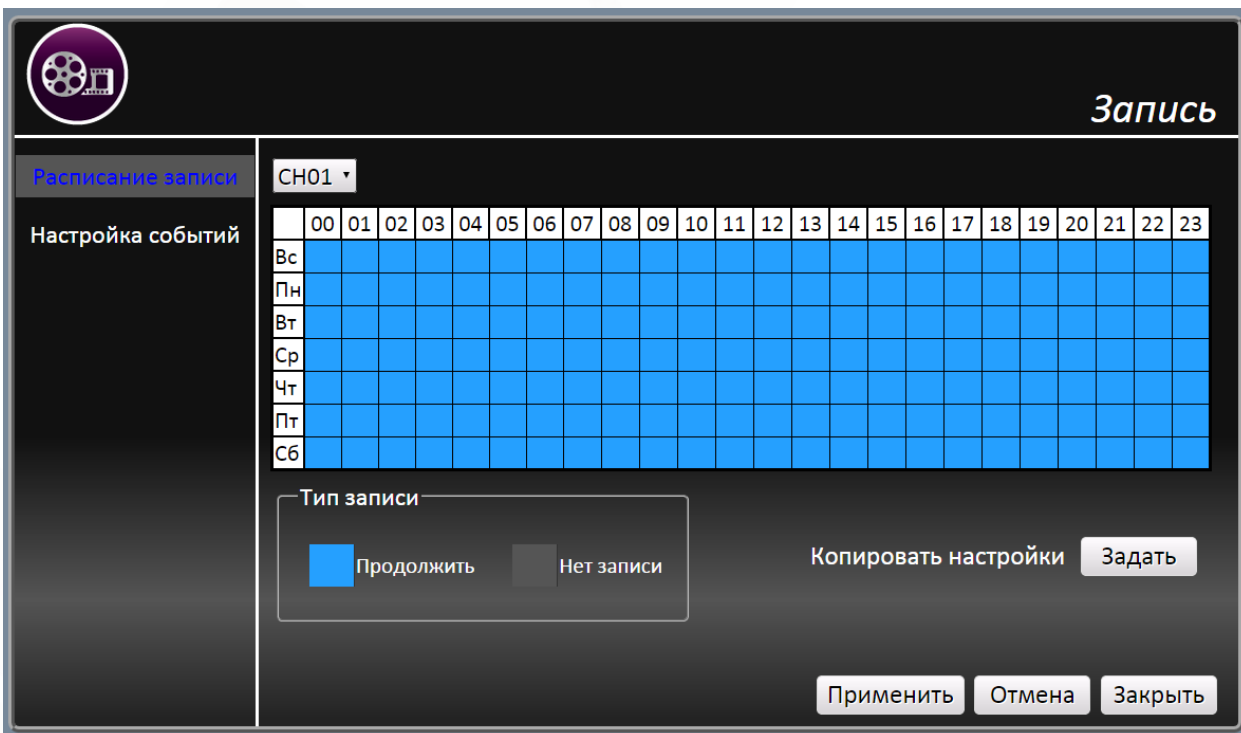 Запись
Расписание записи
Настройка событий
CH01
00 01 02 03 04 05 06 07 08 09 10 11 12 13 14 15 16 17 18 19 20 21 22 23
Вс
Пн
Вт
Ср
Чт
Пт
Сб
Тип записи
Продолжить Нет записи
Копировать настройки Задать
Применить Отмена Закрыть